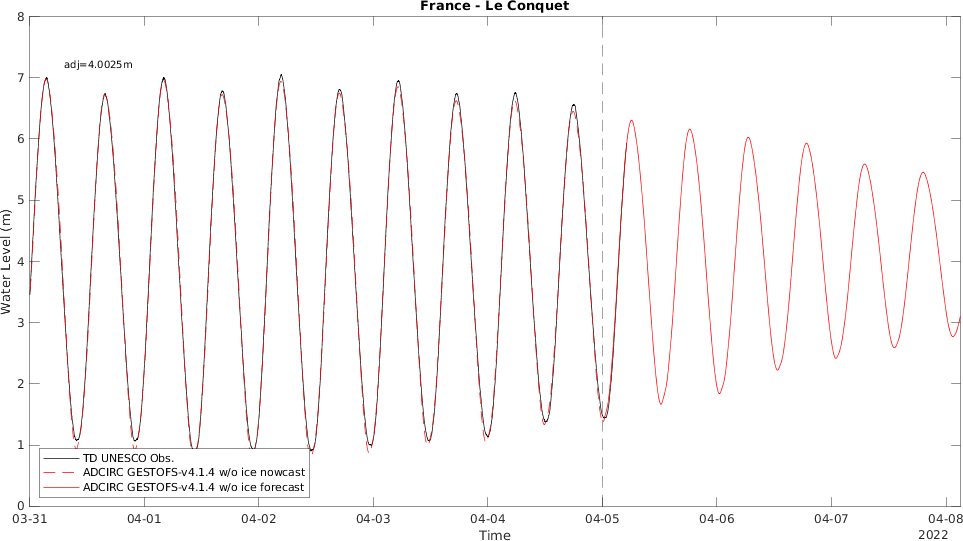 France - Le Conquet
8
7
6
5
4
3
2
1
0
Water Level (m)
adj=4.0025m
TD UNESCO Obs.
ADCIRC GESTOFS-v4.1.4 w/o ice nowcast
ADCIRC GESTOFS-v4.1.4 w/o ice forecast
03-31 04-01 04-02 04-03 04-04 04-05 04-06 04-07 04-08
Time
2022